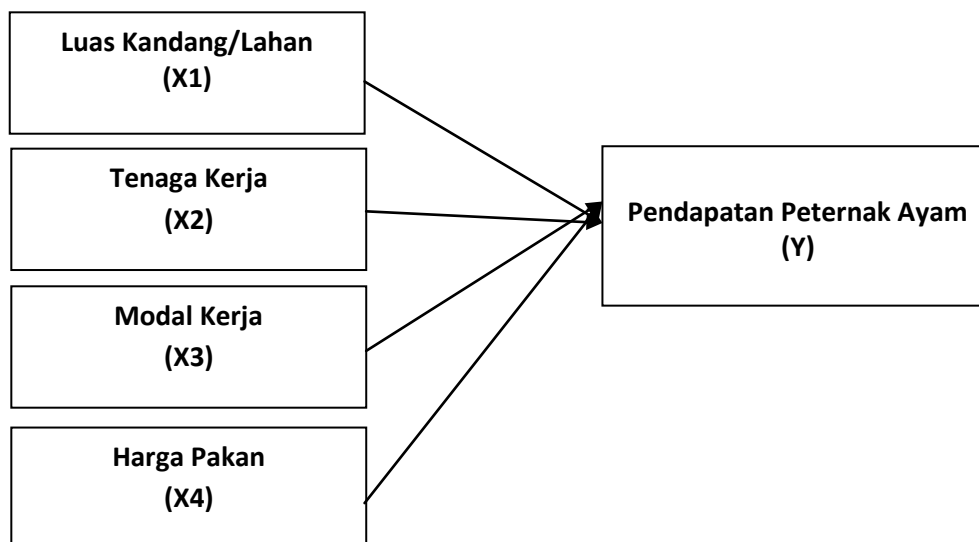 Luas Kandang/Lahan
(X1)
Tenaga Kerja
(X2)
Modal Kerja
(X3)
Harga Pakan
(X4)
Pendapatan Peternak Ayam
(Y)